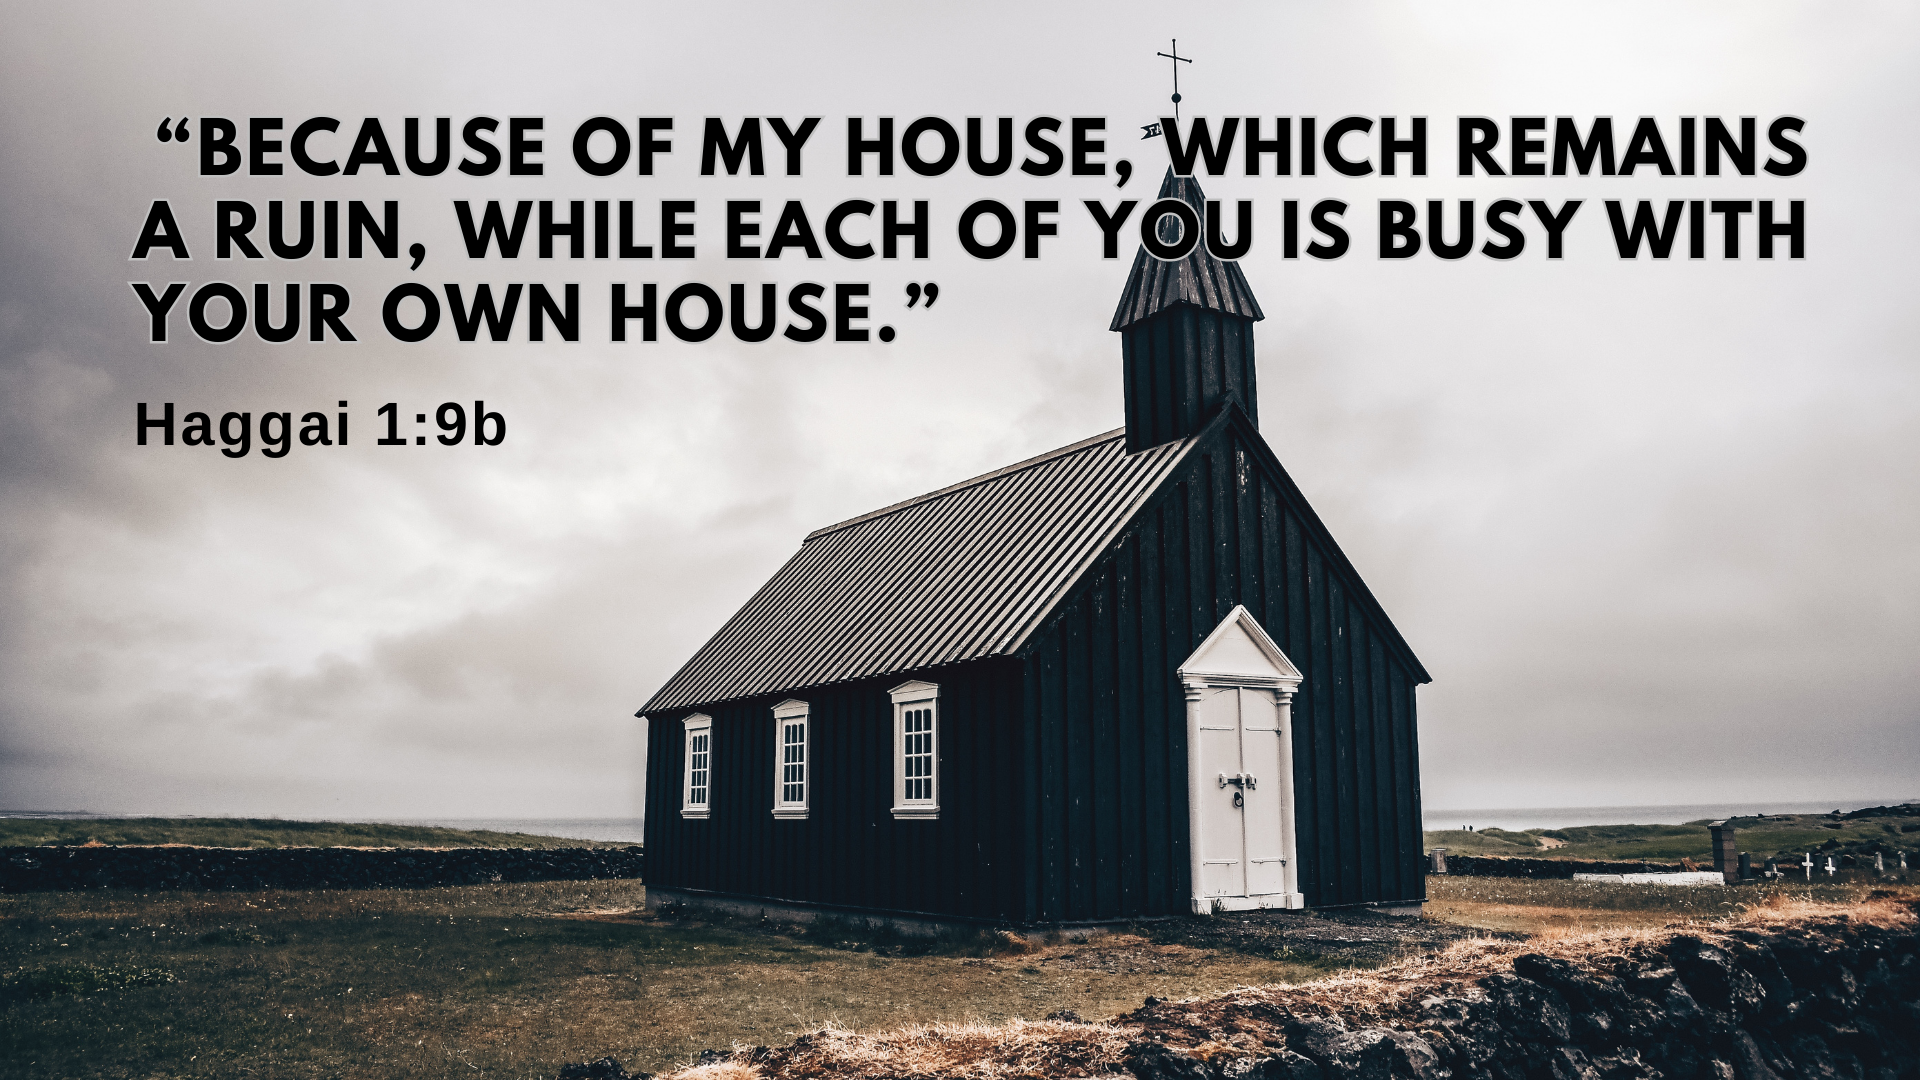 “BECAUSE OF MY HOUSE, WHICH REMAINS
A RUIN, WHILE EACH OF YOU IS BUSY WITH
YOUR OWN HOUSE.”
Haggai 1:9b